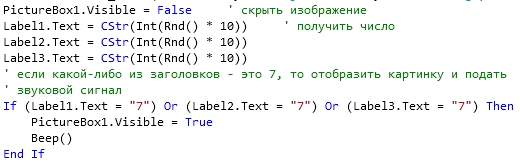 PictureBox1.Visible = False     ' скрыть изображение
Label1.Text = CStr(Int(Rnd() * 10))     ' получить число
Label2.Text = CStr(Int(Rnd() * 10))
Label3.Text = CStr(Int(Rnd() * 10))
' если какой-либо из заголовков - это 7, то отобразить картинку и подать
' звуковой сигнал
If (Label1.Text = "7") Or (Label2.Text = "7") Or (Label3.Text = "7") Then
    PictureBox1.Visible = True
    Beep()
End If